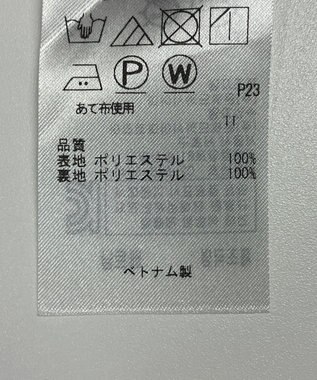 P W
P23
あて布使用
11
品質
表地 ポリエステル 100%
裏地 ポリエステル 100%
ベトナム製